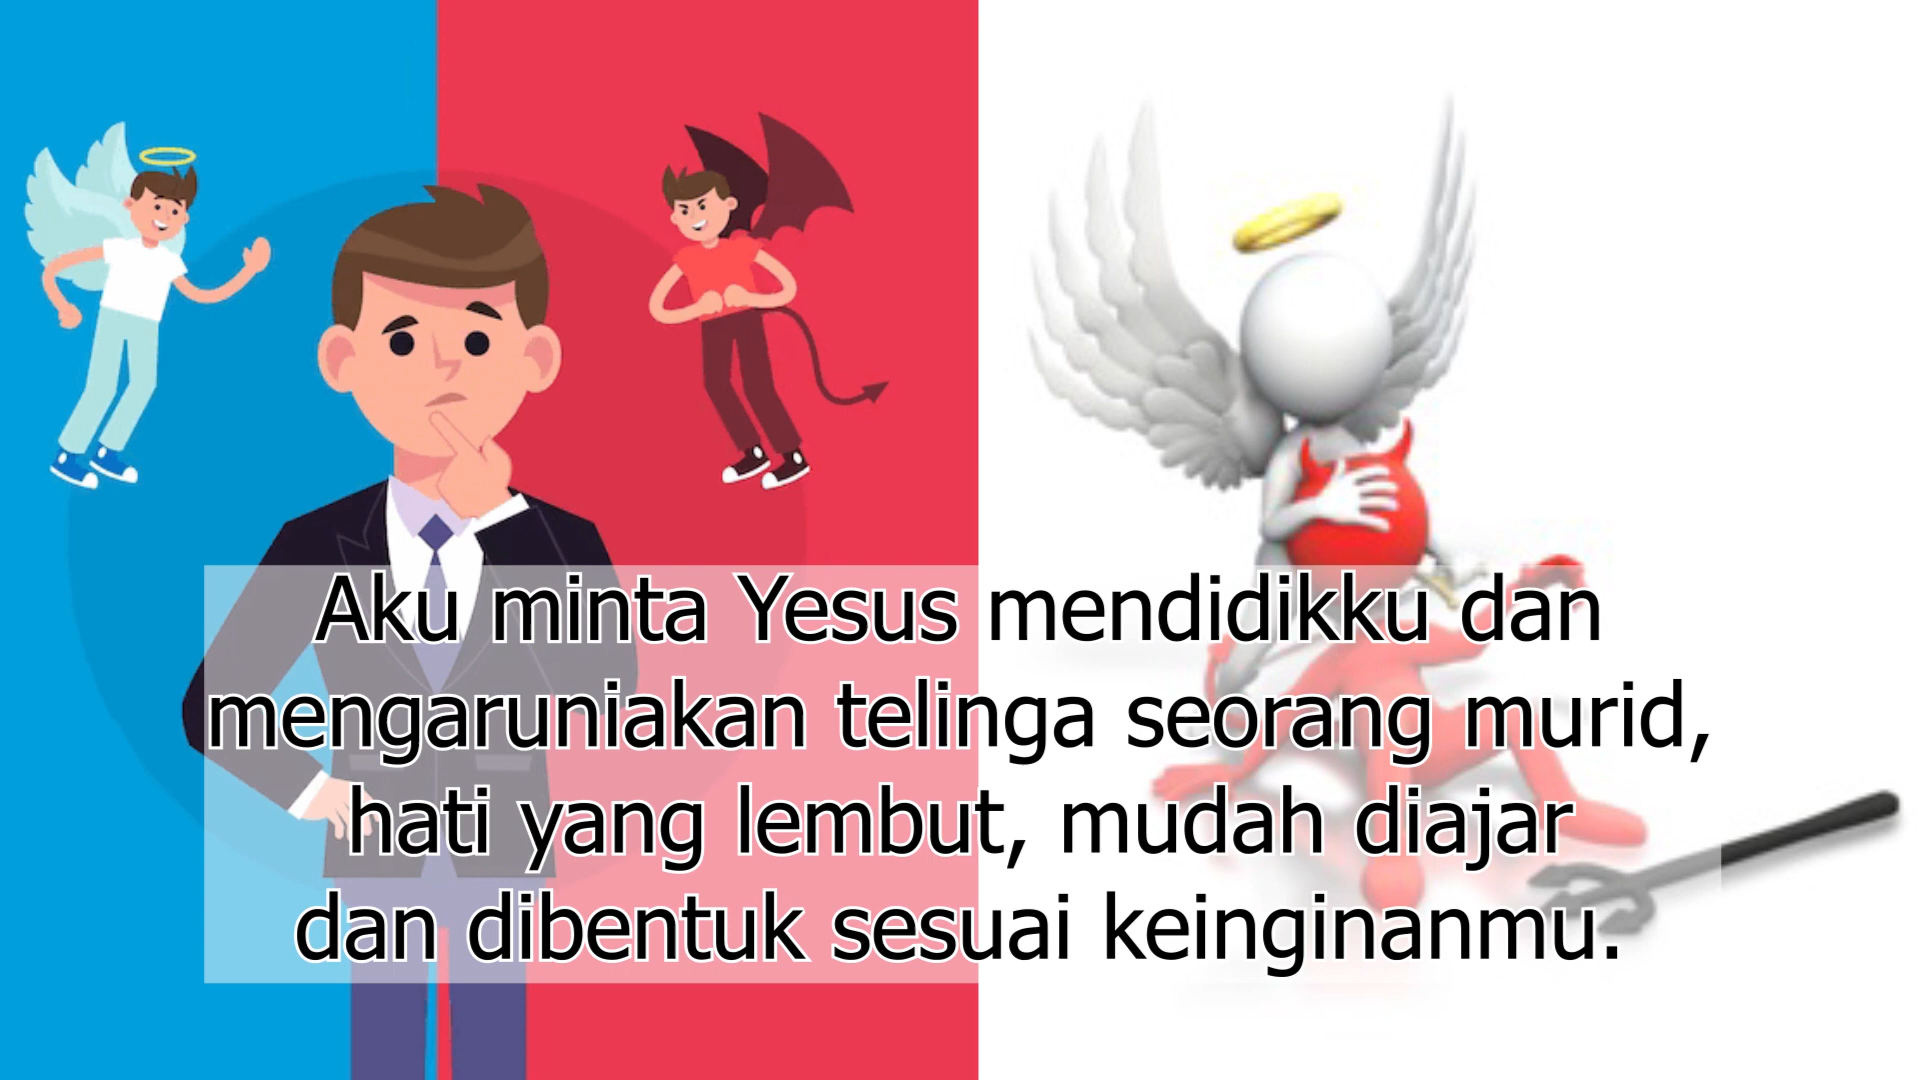 Aku minta Yesus mendidikku dan
mengaruniakan telinga seorang murid,
hati yang lembut, mudah diajar
dan dibentuk sesuai keinginanmu.